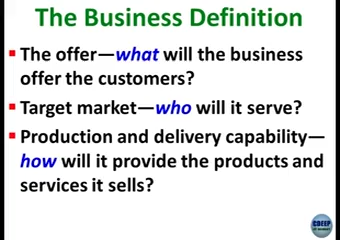 The Business Definition
▪ The offer—what will the business
offer the customers?
▪ Target market—who will it serve?
▪ Production and delivery capability—
how will it provide the products and
services it sells?
CDEEP